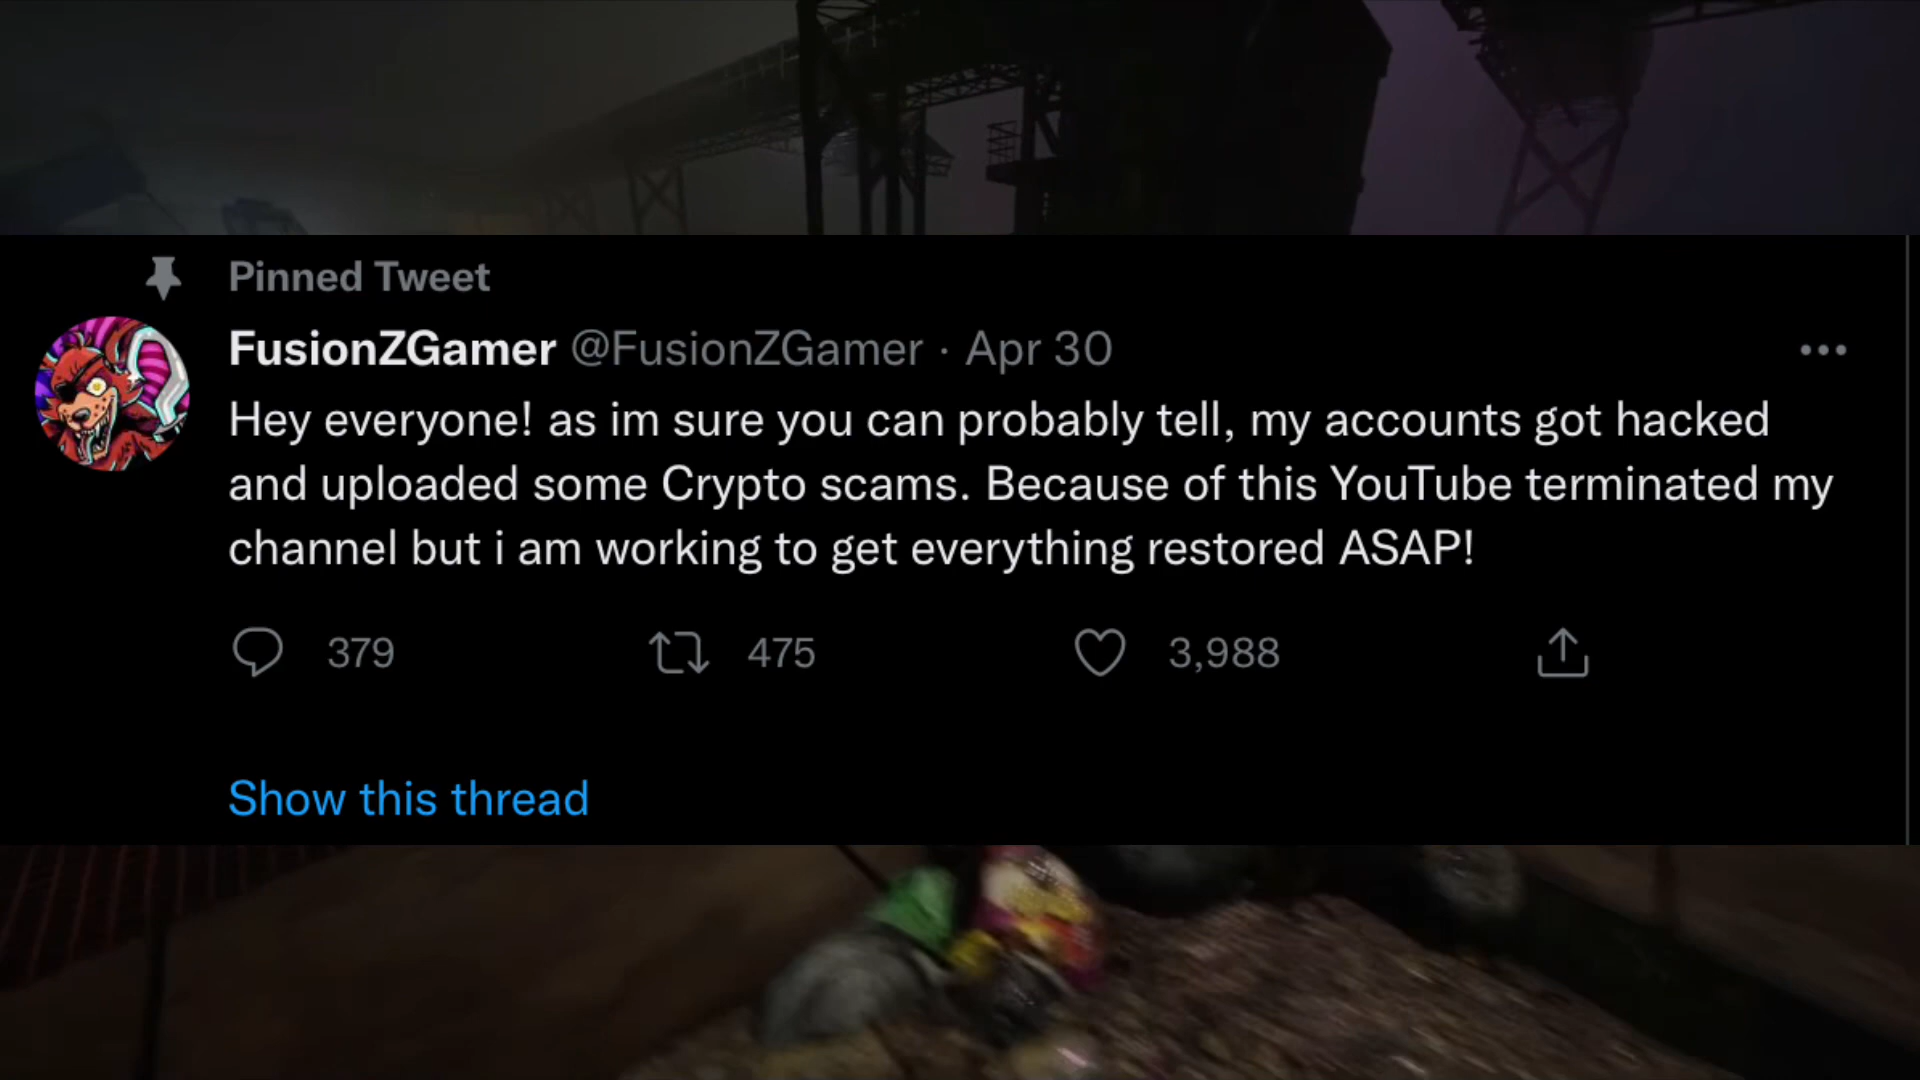 Pinned Tweet
FusionZGamer @FusionZGamer · Apr 30
Hey everyone! as im sure you can probably tell, my accounts got hacked
and uploaded some Crypto scams. Because of this YouTube terminated my
channel but i am working to get everything restored ASAP!
379 475 3,988
Show this thread